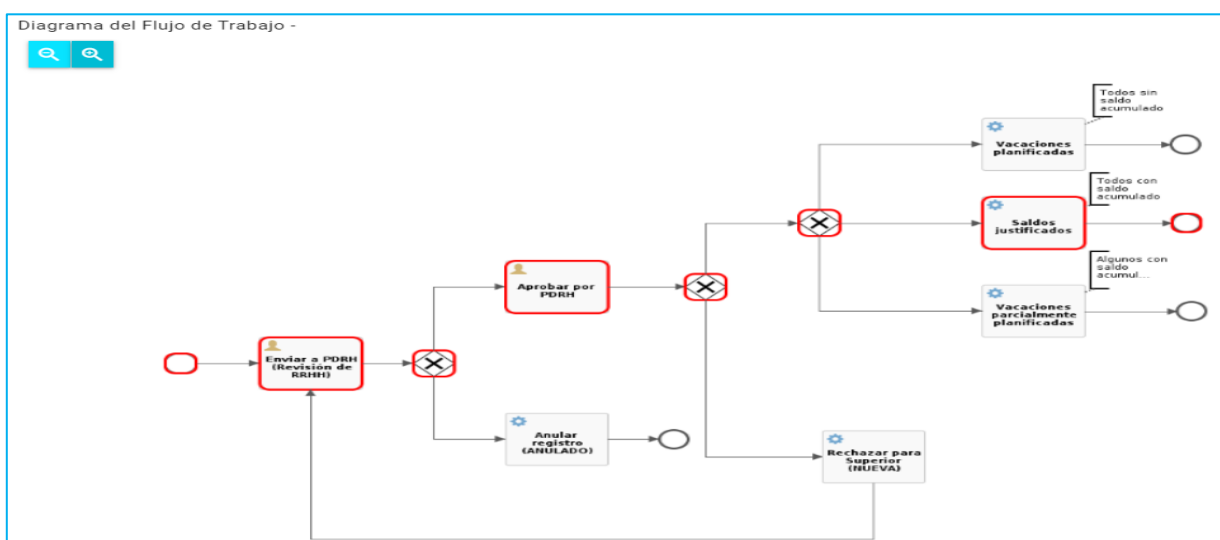 Diagrama del Flujo de Trabajo -
Todos sin
saldo
acumulado
Vacaciones
planificadas
Todos con
saldo
acumulado
Saldos
justificados
Algunos con
saldo
acumul...
Aprobar por
PDRH
Vacaciones
parcialmente
planificadas
Enviar a PDRH
(Revisión de
RRHH)
Anular
registro
(ANULADO)
Rechazar para
Superior
(NUEVA)